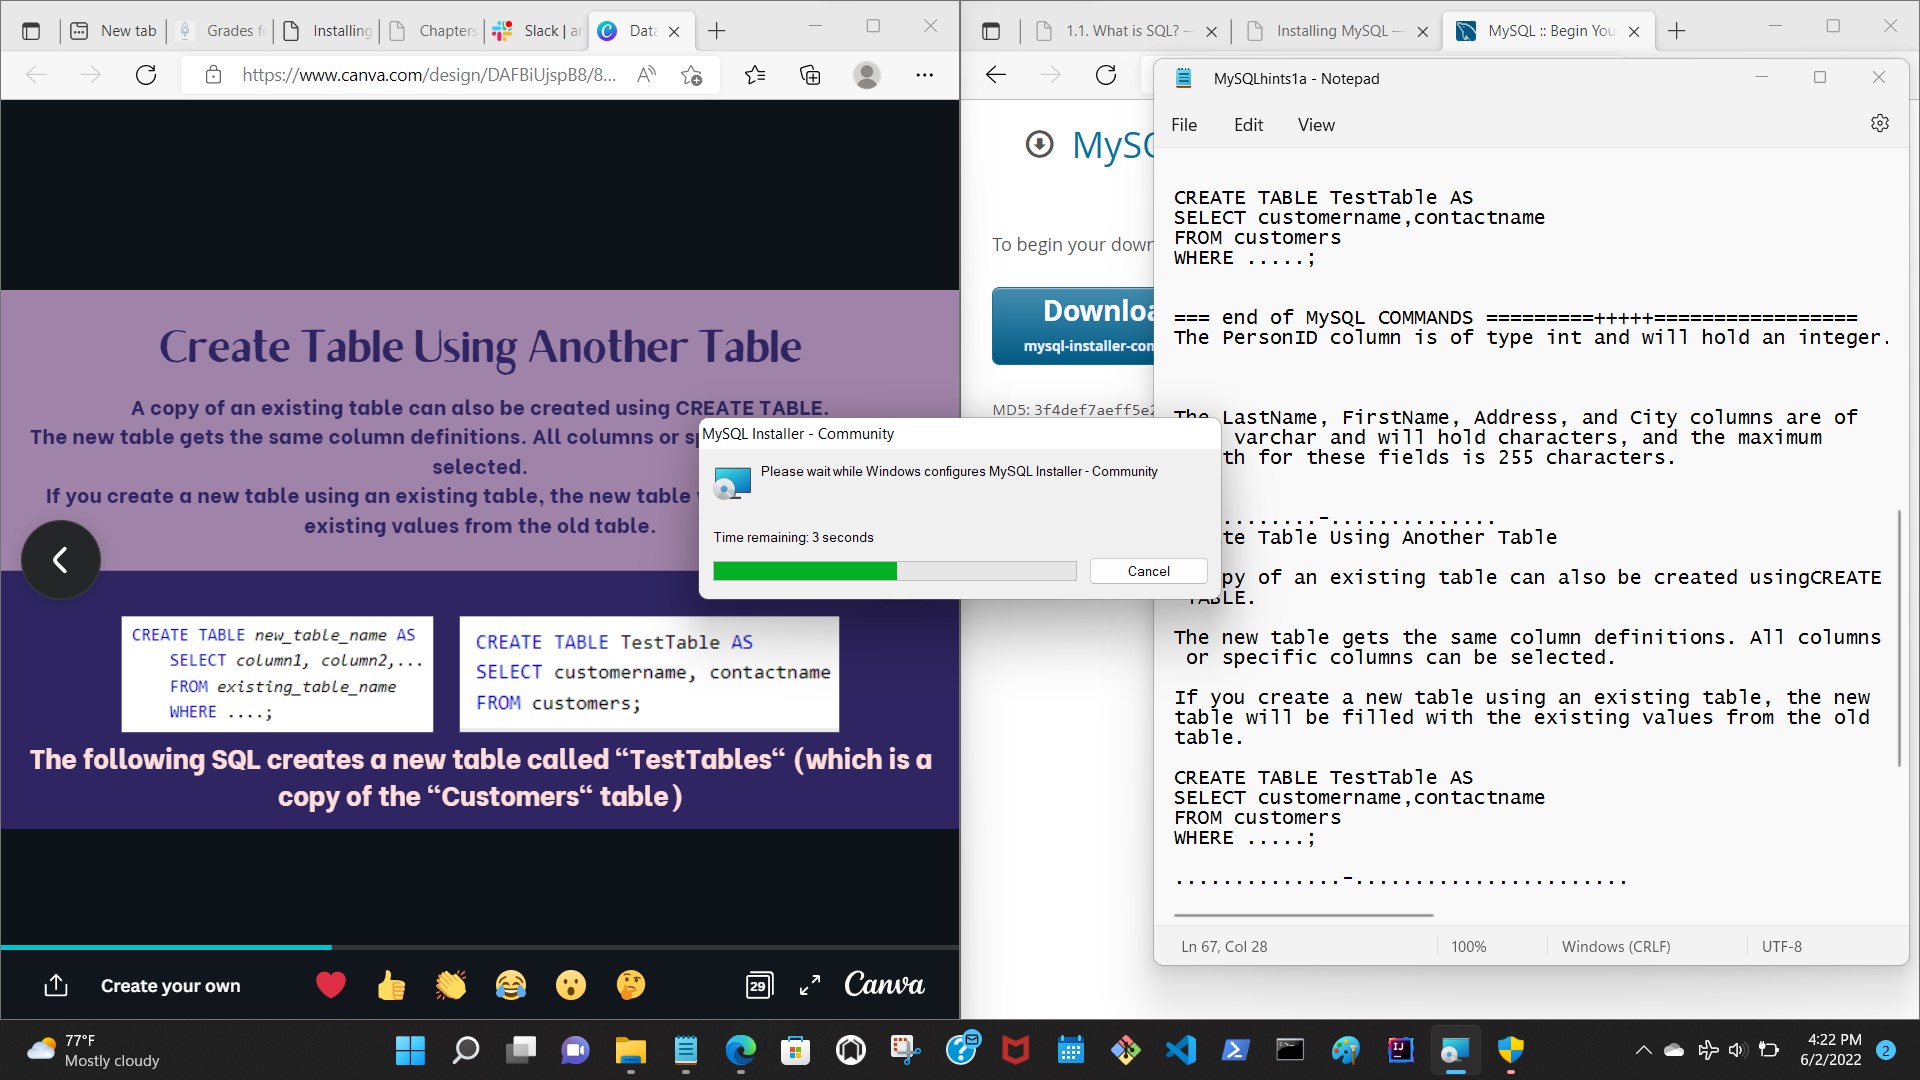 New tab
Grades f
Installing
Chapters
Slack | ar
Data
https://www.canva.com/design/DAFBiUjspB8/8...
Create Table Using Another Table
A copy of an existing table can also be created using CREATE TABLE.
The new table gets the same column definitions. All columns or s
selected.
If you create a new table using an existing table, the new table
existing values from the old table.
CREATE TABLE new_table_name AS
SELECT column1, column2,...
FROM existing_table_name
WHERE ....;
CREATE TABLE TestTable AS
SELECT customername, contactname
FROM customers;
The following SQL creates a new table called “TestTables“ (which is a
copy of the “Customers“ table)
Create your own
29
Canva
1.1. What is SQL? —
Installing MySQL —
MySQL :: Begin You
MySQ
To begin your down
Downloa
mysql-installer-con
MD5: 3f4def7aeff5e2
MySQL Installer - Community
Please wait while Windows configures MySQL Installer - Community
Time remaining: 3 seconds
Cancel
MySQLhints1a - Notepad
File
Edit
View
CREATE TABLE TestTable AS
SELECT customername,contactname
FROM customers
WHERE .....;
=== end of MySQL COMMANDS =========+++++=================
The PersonID column is of type int and will hold an integer.
The LastName, FirstName, Address, and City columns are of
varchar and will hold characters, and the maximum
th for these fields is 255 characters.
........-..............
te Table Using Another Table
py of an existing table can also be created usingCREATE
TABLE.
The new table gets the same column definitions. All columns
or specific columns can be selected.
If you create a new table using an existing table, the new
table will be filled with the existing values from the old
table.
CREATE TABLE TestTable AS
SELECT customername,contactname
FROM customers
WHERE .....;
..............-.......................
Ln 67, Col 28
100%
Windows (CRLF)
UTF-8
77°F
Mostly cloudy
4:22 PM
6/2/2022
2